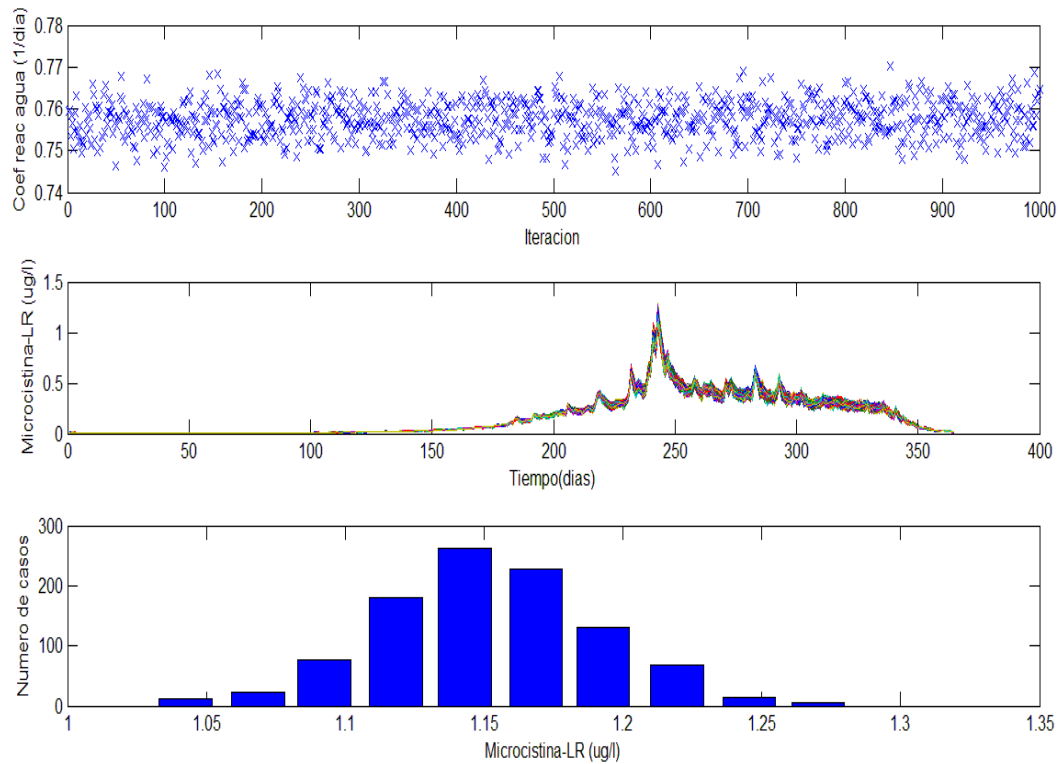 Coef reac agua (1/dia)
0.78
0.77
0.76
0.75
0.74
0 100 200 300 400 500 600 700 800 900 1000
Iteracion
Microcistina-LR (ug/l)
1.5
1
0.5
0
0 50 100 150 200 250 300 350 400
Tiempo(dias)
Numero de casos
300
200
100
0
1 1.05 1.1 1.15 1.2 1.25 1.3 1.35
Microcistina-LR (ug/l)